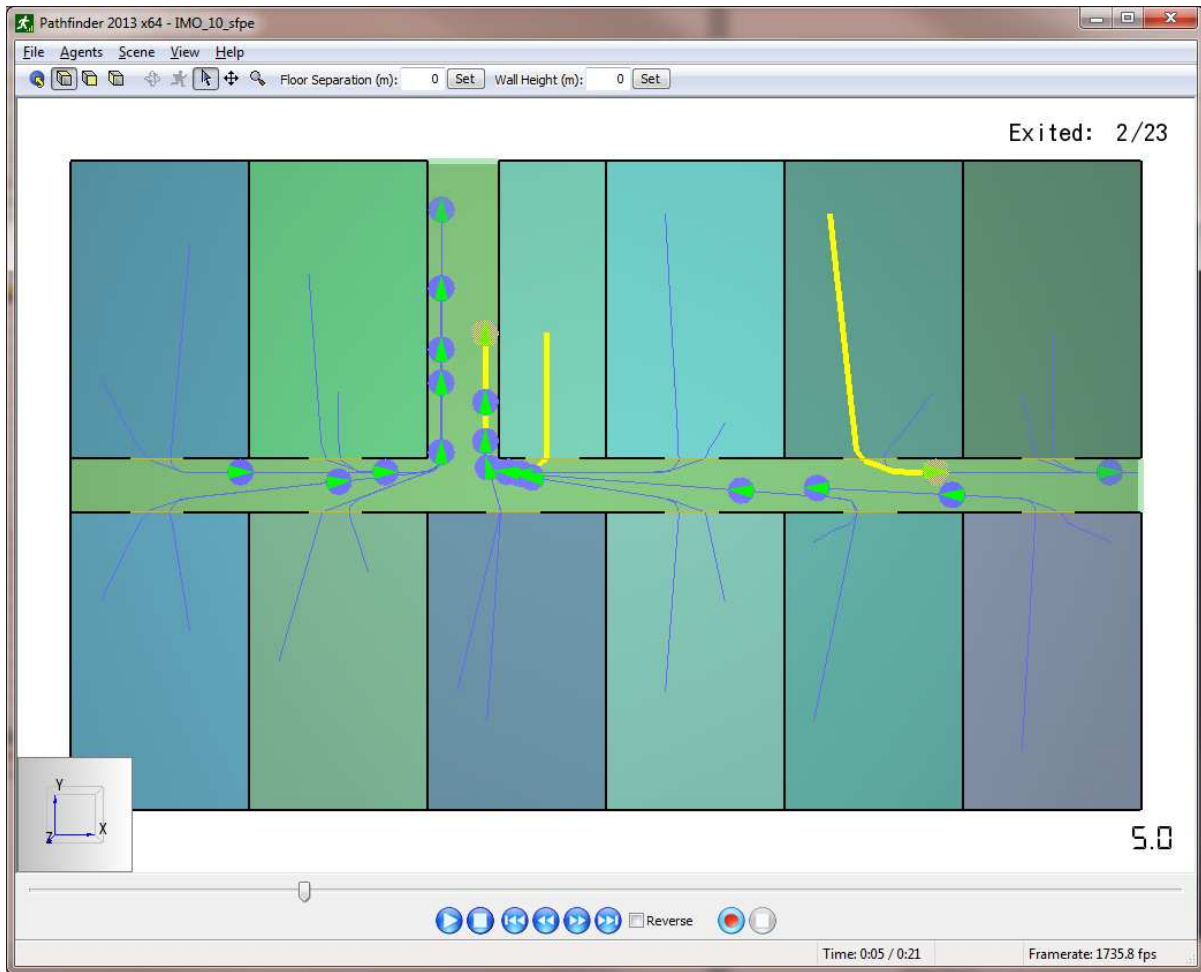 Pathfinder 2013 x64 - IMO_10_sfpe
File Agents Scene View Help
Floor Separation (m): 0 Set Wall Height (m): 0 Set
Exited: 2/23
Y
Z X
5.0
Reverse
Time: 0:05 / 0:21 Framerate: 1735.8 fps